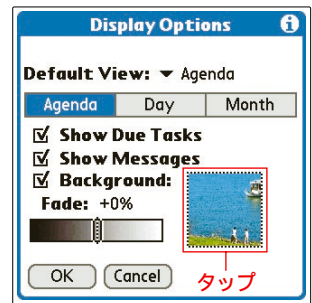 Display Options
Default View: Agenda
Agenda Day Month
Show Due Tasks
Show Messages
Background:
Fade: +0%
OK Cancel
タップ